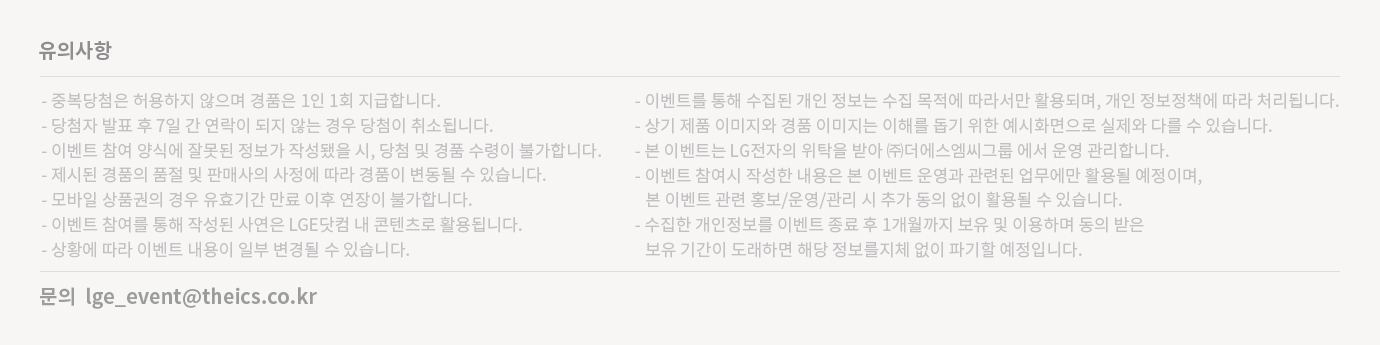 유의사항
- 중복당첨은 허용하지 않으며 경품은 1인 1회 지급합니다.
- 당첨자 발표 후 7일 간 연락이 되지 않는 경우 당첨이 취소됩니다.
- 이벤트 참여 양식에 잘못된 정보가 작성됐을 시, 당첨 및 경품 수령이 불가합니다.
- 제시된 경품의 품절 및 판매사의 사정에 따라 경품이 변동될 수 있습니다.
- 모바일 상품권의 경우 유효기간 만료 이후 연장이 불가합니다.
- 이벤트 참여를 통해 작성된 사연은 LGE닷컴 내 콘텐츠로 활용됩니다.
- 상황에 따라 이벤트 내용이 일부 변경될 수 있습니다.
- 이벤트를 통해 수집된 개인 정보는 수집 목적에 따라서만 활용되며, 개인 정보정책에 따라 처리됩니다.
- 상기 제품 이미지와 경품 이미지는 이해를 돕기 위한 예시화면으로 실제와 다를 수 있습니다.
- 본 이벤트는 LG전자의 위탁을 받아 ㈜더에스엠씨그룹 에서 운영 관리합니다.
- 이벤트 참여시 작성한 내용은 본 이벤트 운영과 관련된 업무에만 활용될 예정이며,
본 이벤트 관련 홍보/운영/관리 시 추가 동의 없이 활용될 수 있습니다.
- 수집한 개인정보를 이벤트 종료 후 1개월까지 보유 및 이용하며 동의 받은
보유 기간이 도래하면 해당 정보를지체 없이 파기할 예정입니다.
문의 lge_event@theics.co.kr